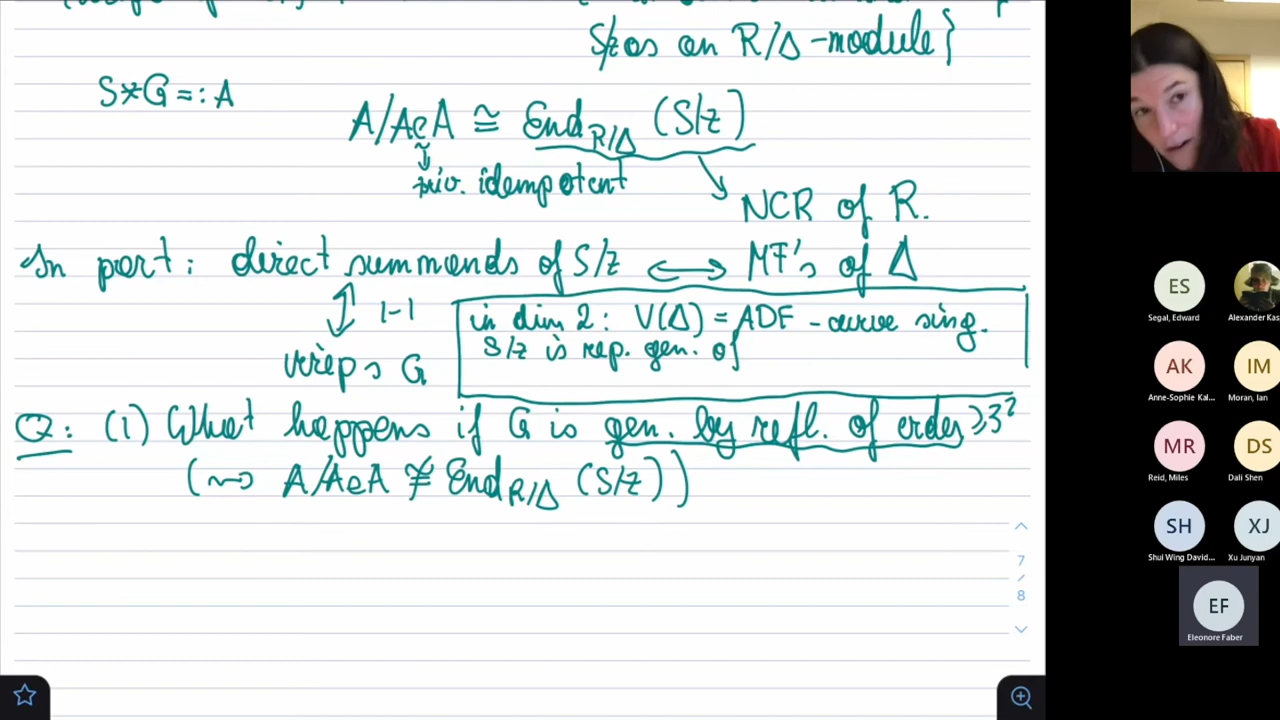 S/z as an R/Δ-module}
S*G =: A
A/AeA ≅ End_{R/Δ} (S/z)
triv. idempotent
NCR of R.
In part: direct summands of S/z ⟷ MF's of Δ
1-1
irreps G
in dim 2: V(Δ) = ADE - curve sing.
S/z is rep. gen. of
Q: (1) What happens if G is gen. by refl. of order ≥3?
(⇝ A/AeA ≇ End_{R/Δ} (S/z))
7
/
8
ES
Segal, Edward
Alexander Kas
AK
Anne-Sophie Kal...
IM
Moran, Ian
MR
Reid, Miles
DS
Dali Shen
SH
Shui Wing David...
XJ
Xu Junyan
EF
Eleonore Faber